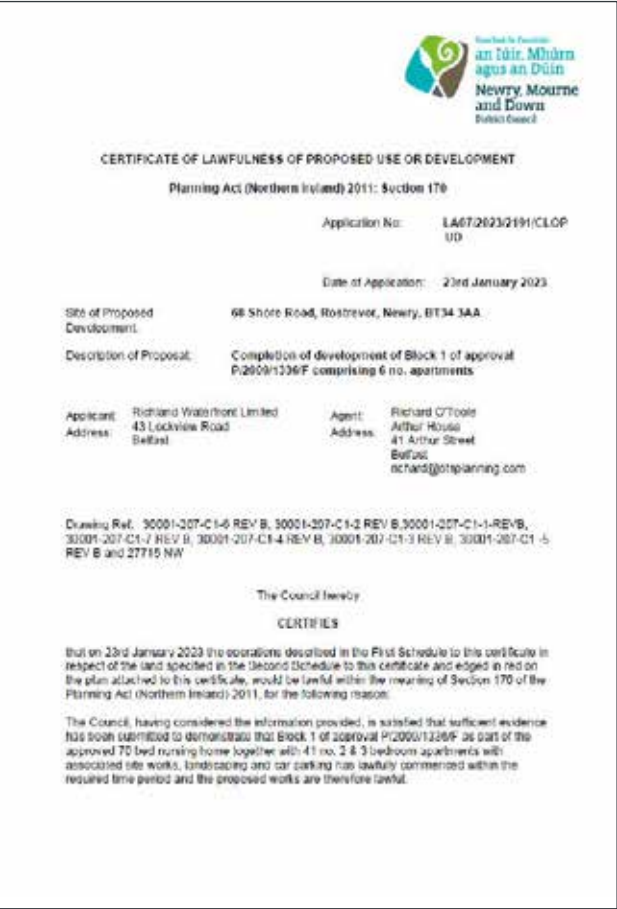 an Iúir, Mhúrn
agus an Dúin
Newry, Mourne
and Down
District Council
CERTIFICATE OF LAWFULNESS OF PROPOSED USE OR DEVELOPMENT
Planning Act (Northern Ireland) 2011: Section 170
Application No: LA07/2023/2191/CLOP
UD
Date of Application: 23rd January 2023
Site of Proposed 68 Shore Road, Rostrevor, Newry, BT34 3AA
Development:
Description of Proposal: Completion of development of Block 1 of approval
P/2009/1336/F comprising 6 no. apartments
Applicant: Richland Waterfront Limited Agent: Richard O'Toole
Address: 43 Lockview Road Address: Arthur House
Belfast 41 Arthur Street
Belfast
richard@otsplanning.com
Drawing Ref: 30001-207-C1-6 REV B, 30001-207-C1-2 REV B,30001-207-C1-1-REVB,
30001-207-C1-7 REV B, 30001-207-C1-4 REV B, 30001-207-C1-3 REV B, 30001-207-C1 -5
REV B and 27715 NW
The Council hereby
CERTIFIES
that on 23rd January 2023 the operations described in the First Schedule to this certificate in
respect of the land specified in the Second Schedule to this certificate and edged in red on
the plan attached to this certificate, would be lawful within the meaning of Section 170 of the
Planning Act (Northern Ireland) 2011, for the following reason:
The Council, having considered the information provided, is satisfied that sufficient evidence
has been submitted to demonstrate that Block 1 of approval P/2009/1336/F as part of the
approved 70 bed nursing home together with 41 no. 2 & 3 bedroom apartments with
associated site works, landscaping and car parking has lawfully commenced within the
required time period and the proposed works are therefore lawful.